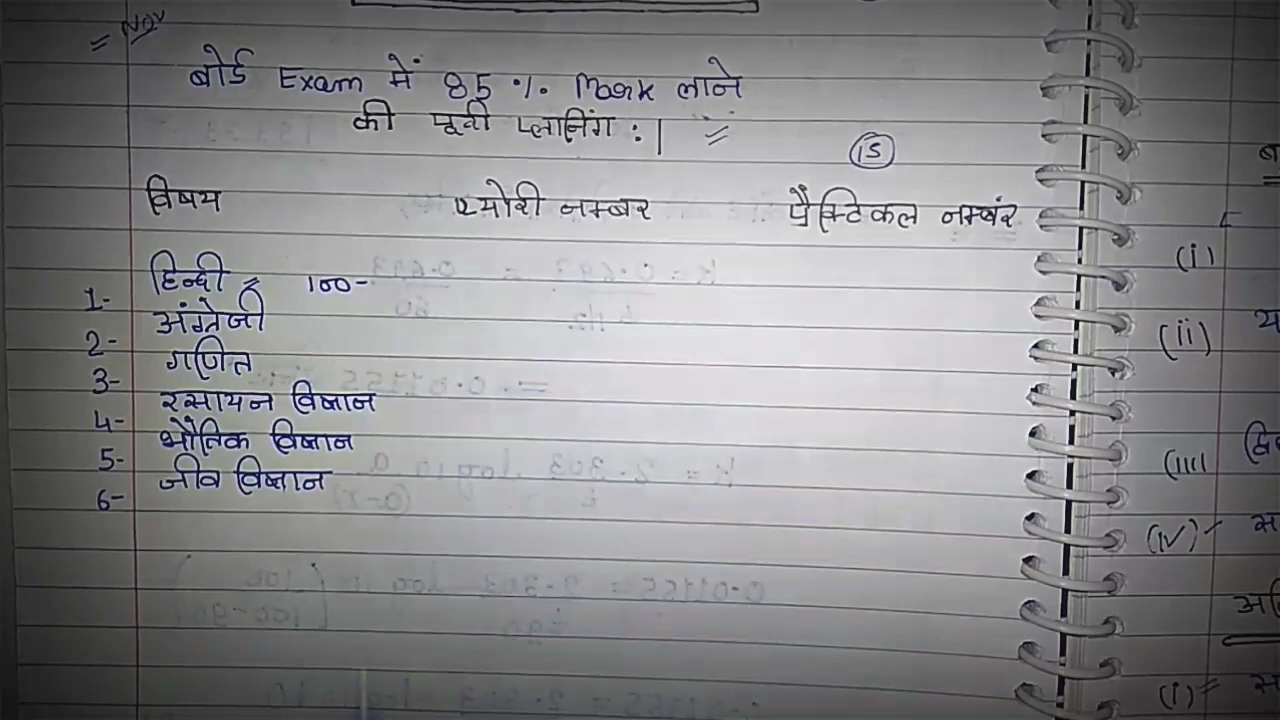 = Nov
बोर्ड Exam में 85 % Mark लाने
की पूरी प्लानिंग :|
15
विषय थ्योरी नम्बर प्रैक्टिकल नम्बंर
1- हिन्दी = 100-
2- अंग्रेजी
3- गणित
4- रसायन विज्ञान
5- भौतिक विज्ञान
6- जीव विज्ञान
(i)
(ii)
(iii
(iv)-
(i)=